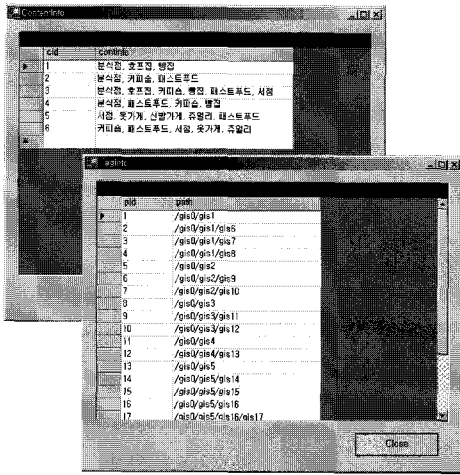 ContentInfo
cid contInfo
1 분식점, 호프집, 빵집
2 분식점, 커피숍, 패스트푸드
3 분식점, 호프집, 커피숍, 빵집, 패스트푸드, 서점
4 분식점, 패스트푸드, 커피숍, 빵집
5 서점, 옷가게, 신발가게, 쥬얼리, 패스트푸드
6 커피숍, 패스트푸드, 서점, 옷가게, 쥬얼리
pid path
1 /gis0/gis1
2 /gis0/gis1/gis6
3 /gis0/gis1/gis7
4 /gis0/gis1/gis8
5 /gis0/gis2
6 /gis0/gis2/gis9
7 /gis0/gis2/gis10
8 /gis0/gis3
9 /gis0/gis3/gis11
10 /gis0/gis3/gis12
11 /gis0/gis4
12 /gis0/gis4/gis13
13 /gis0/gis5
14 /gis0/gis5/gis14
15 /gis0/gis5/gis15
16 /gis0/gis5/gis16
17 /gis0/gis5/gis16/gis17
Close